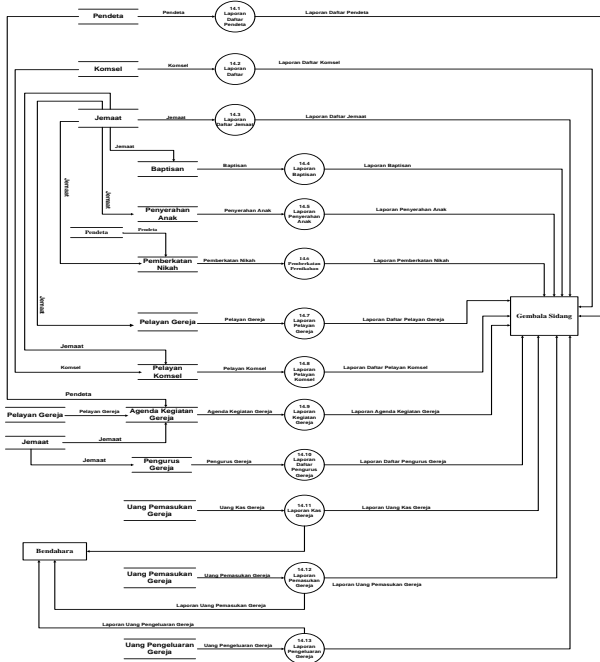 Pendeta
Pendeta
14.1
Laporan
Daftar
Pendeta
Laporan Daftar Pendeta
Komsel
Komsel
14.2
Laporan
Daftar
Laporan Daftar Komsel
Jemaat
Jemaat
14.3
Laporan
Daftar Jemaat
Laporan Daftar Jemaat
Jemaat
Baptisan
Baptisan
14.4
Laporan
Baptisan
Laporan Baptisan
Jemaat
Jemaat
Penyerahan
Anak
Penyerahan Anak
14.5
Laporan
Penyerahan
Anak
Laporan Penyerahan Anak
Pendeta
Pendeta
Pemberkatan
Nikah
Pemberkatan Nikah
14.6
Pemberkatan
Pernikahan
Laporan Pemberkatan Nikah
Jemaat
Pelayan Gereja
Pelayan Gereja
14.7
Laporan
Pelayan
Gereja
Laporan Daftar Pelayan Gereja
Gembala Sidang
Jemaat
Komsel
Pelayan
Komsel
Pelayan Komsel
14.8
Laporan
Pelayan
Komsel
Laporan Daftar Pelayan Komsel
Pendeta
Pelayan Gereja
Pelayan Gereja
Agenda Kegiatan
Gereja
Agenda Kegiatan Gereja
14.9
Laporan
Kegiatan
Gereja
Laporan Agenda Kegiatan Gereja
Jemaat
Jemaat
Jemaat
Pengurus
Gereja
Pengurus Gereja
14.10
Laporan
Daftar
Pengurus
Gereja
Laporan Daftar Pengurus Gereja
Uang Pemasukan
Gereja
Uang Kas Gereja
14.11
Laporan Kas
Gereja
Laporan Uang Kas Gereja
Bendahara
Uang Pemasukan
Gereja
Uang Pemasukan Gereja
14.12
Laporan
Pemasukan
Gereja
Laporan Uang Pemasukan Gereja
Laporan Uang Pemasukan Gereja
Laporan Uang Pengeluaran Gereja
Uang Pengeluaran
Gereja
Uang Pengeluaran Gereja
14.13
Laporan
Pengeluaran
Gereja
Laporan Uang Pengeluaran Gereja